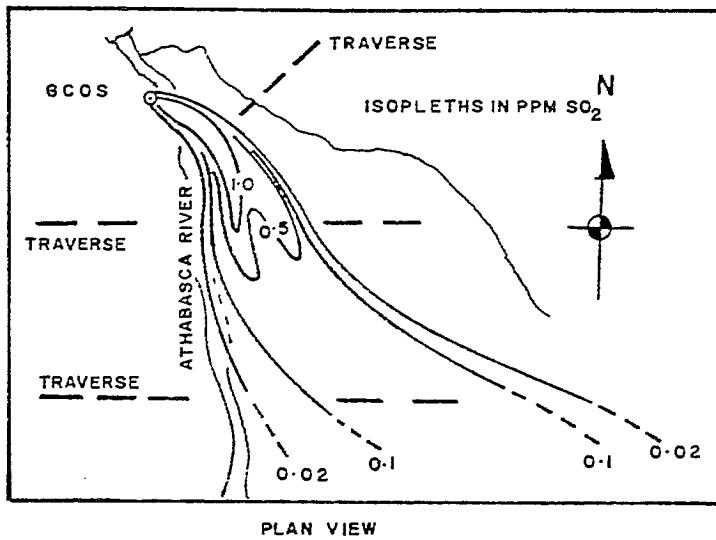 TRAVERSE
GCOS
N
ISOPLETHS IN PPM SO2
1.0
0.5
ATHABASCA RIVER
TRAVERSE
TRAVERSE
0.02
0.1
0.1
0.02
PLAN VIEW